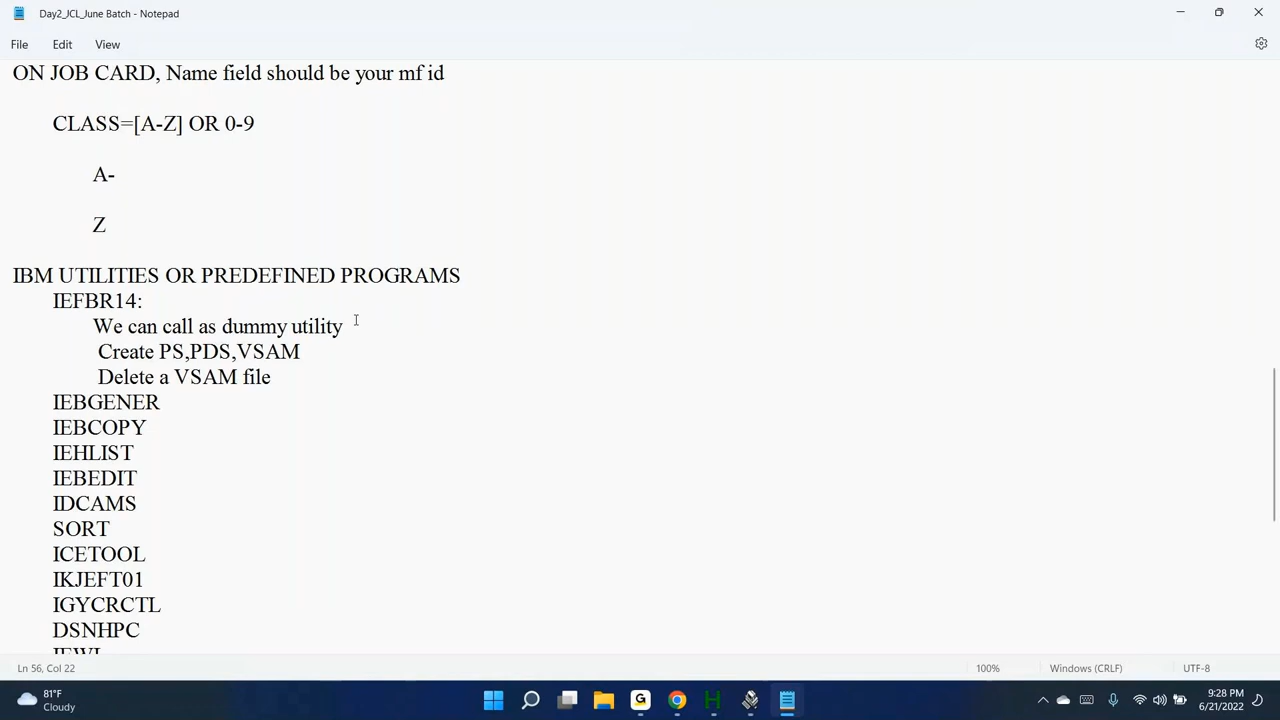 Day2_JCL_June Batch - Notepad
File Edit View
ON JOB CARD, Name field should be your mf id
CLASS=[A-Z] OR 0-9
A-
Z
IBM UTILITIES OR PREDEFINED PROGRAMS
IEFBR14:
We can call as dummy utility
Create PS,PDS,VSAM
Delete a VSAM file
IEBGENER
IEBCOPY
IEHLIST
IEBEDIT
IDCAMS
SORT
ICETOOL
IKJEFT01
IGYCRCTL
DSNHPC
IEWL
Ln 56, Col 22
100%
Windows (CRLF)
UTF-8
81°F
Cloudy
G
H
9:28 PM
6/21/2022